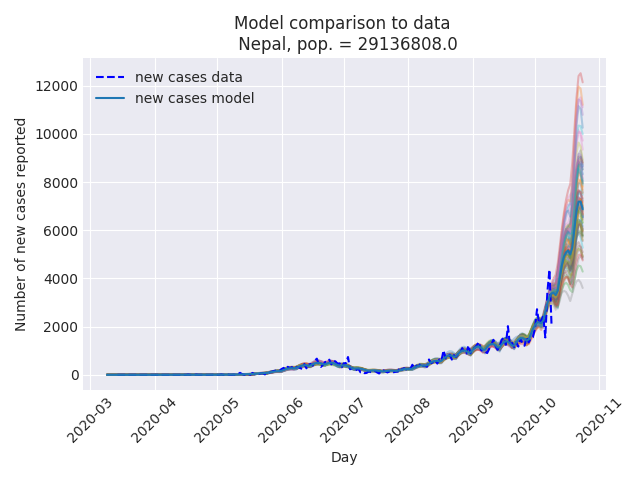 Model comparison to data
Nepal, pop. = 29136808.0
new cases data
new cases model
Number of new cases reported
12000
10000
8000
6000
4000
2000
0
2020-03
2020-04
2020-05
2020-06
2020-07
2020-08
2020-09
2020-10
2020-11
Day